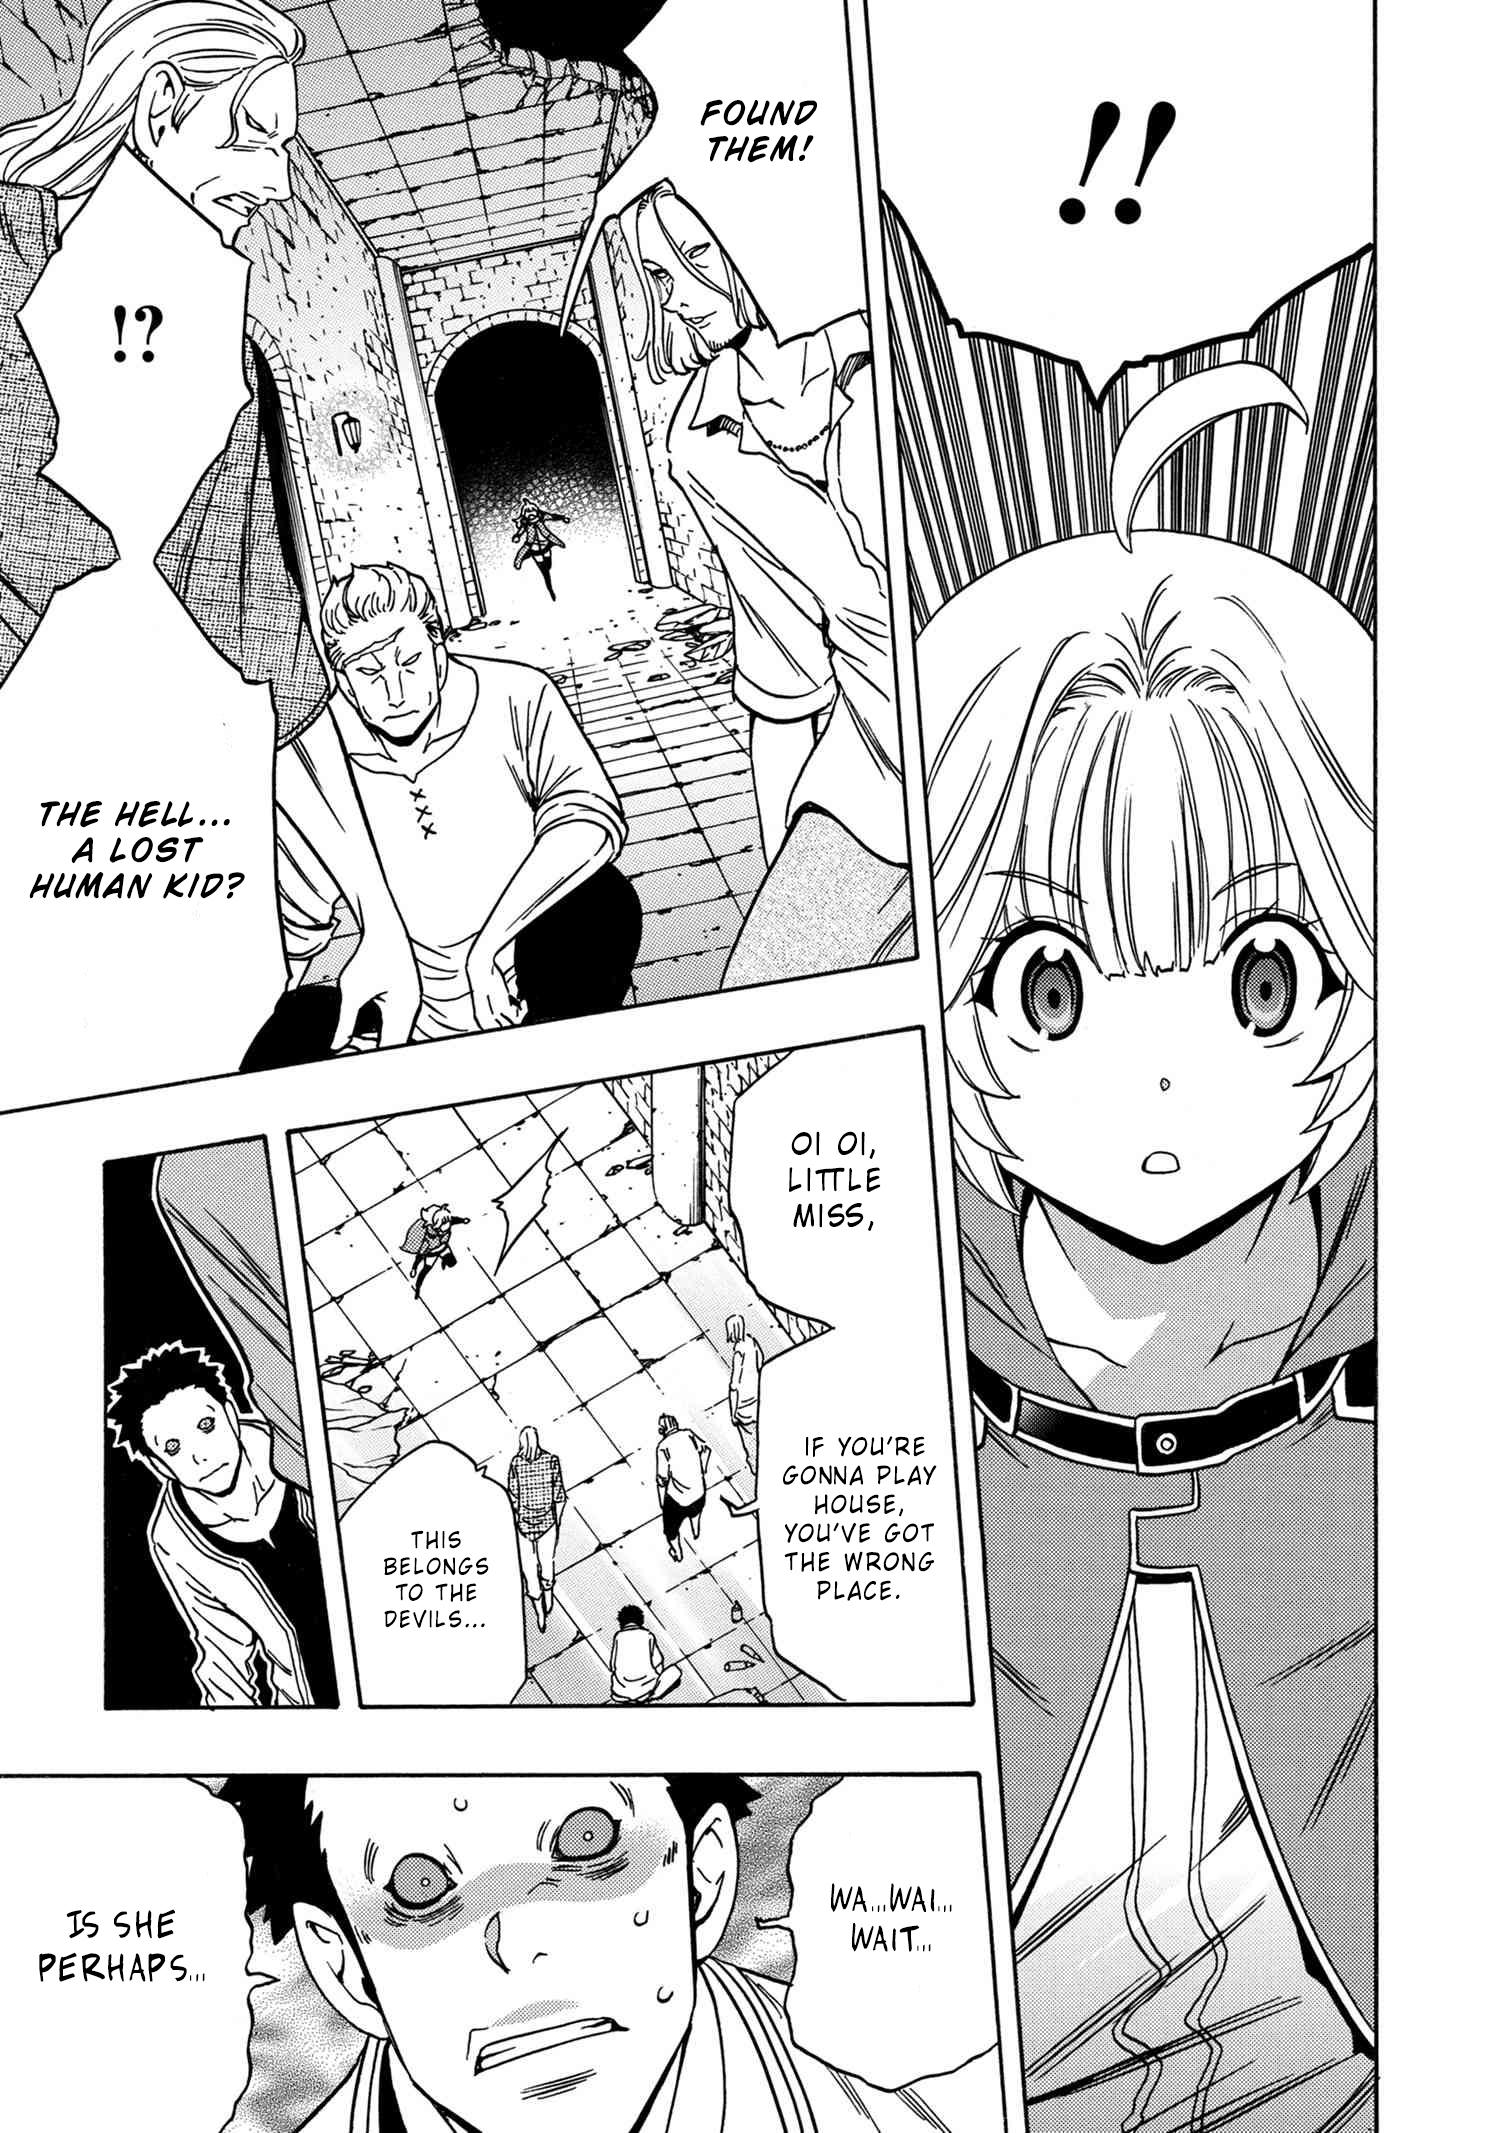 !!
FOUND
THEM!
!?
THE HELL...
A LOST
HUMAN KID?
OI OI,
LITTLE
MISS,
IF YOU'RE
GONNA PLAY
HOUSE,
YOU'VE GOT
THE WRONG
PLACE.
THIS
BELONGS
TO THE
DEVILS...
WA...WAI...
WAIT...
IS SHE
PERHAPS...